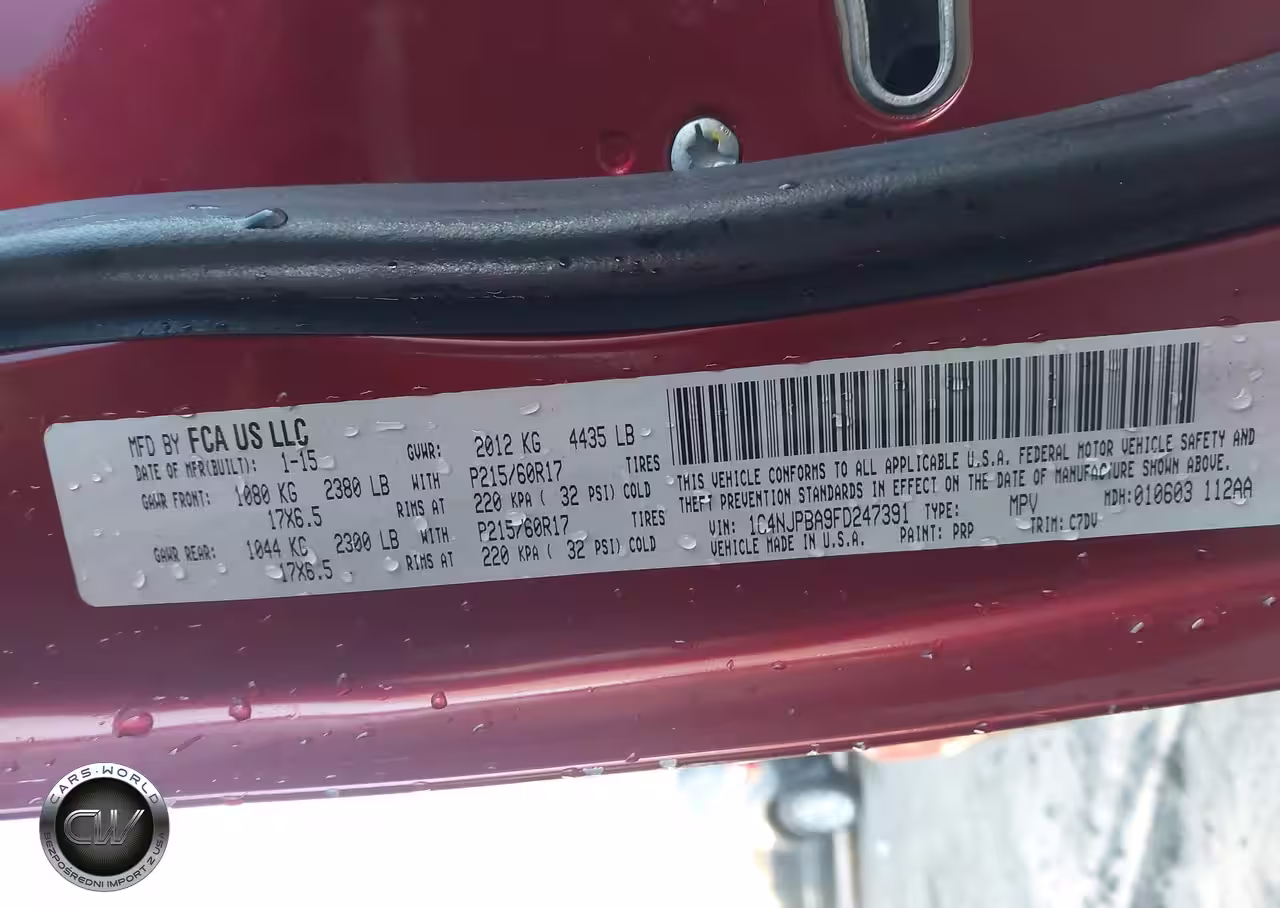 MFD BY FCA US LLC
DATE OF MFR(BUILT): 1-15
GVWR: 2012 KG 4435 LB
GAWR FRONT: 1080 KG 2380 LB WITH P215/60R17 TIRES
17X6.5 RIMS AT 220 KPA ( 32 PSI) COLD
GAWR REAR: 1044 KG 2300 LB WITH P215/60R17 TIRES
17X6.5 RIMS AT 220 KPA ( 32 PSI) COLD
THIS VEHICLE CONFORMS TO ALL APPLICABLE U.S.A. FEDERAL MOTOR VEHICLE SAFETY AND
THEFT PREVENTION STANDARDS IN EFFECT ON THE DATE OF MANUFACTURE SHOWN ABOVE.
VIN: 1C4NJPBA9FD247391 TYPE: MPV MDH:010603 112AA
VEHICLE MADE IN U.S.A. PAINT: PRP TRIM: C7DV
CARS·WORLD
CW
BEZPOŚREDNI IMPORT Z USA